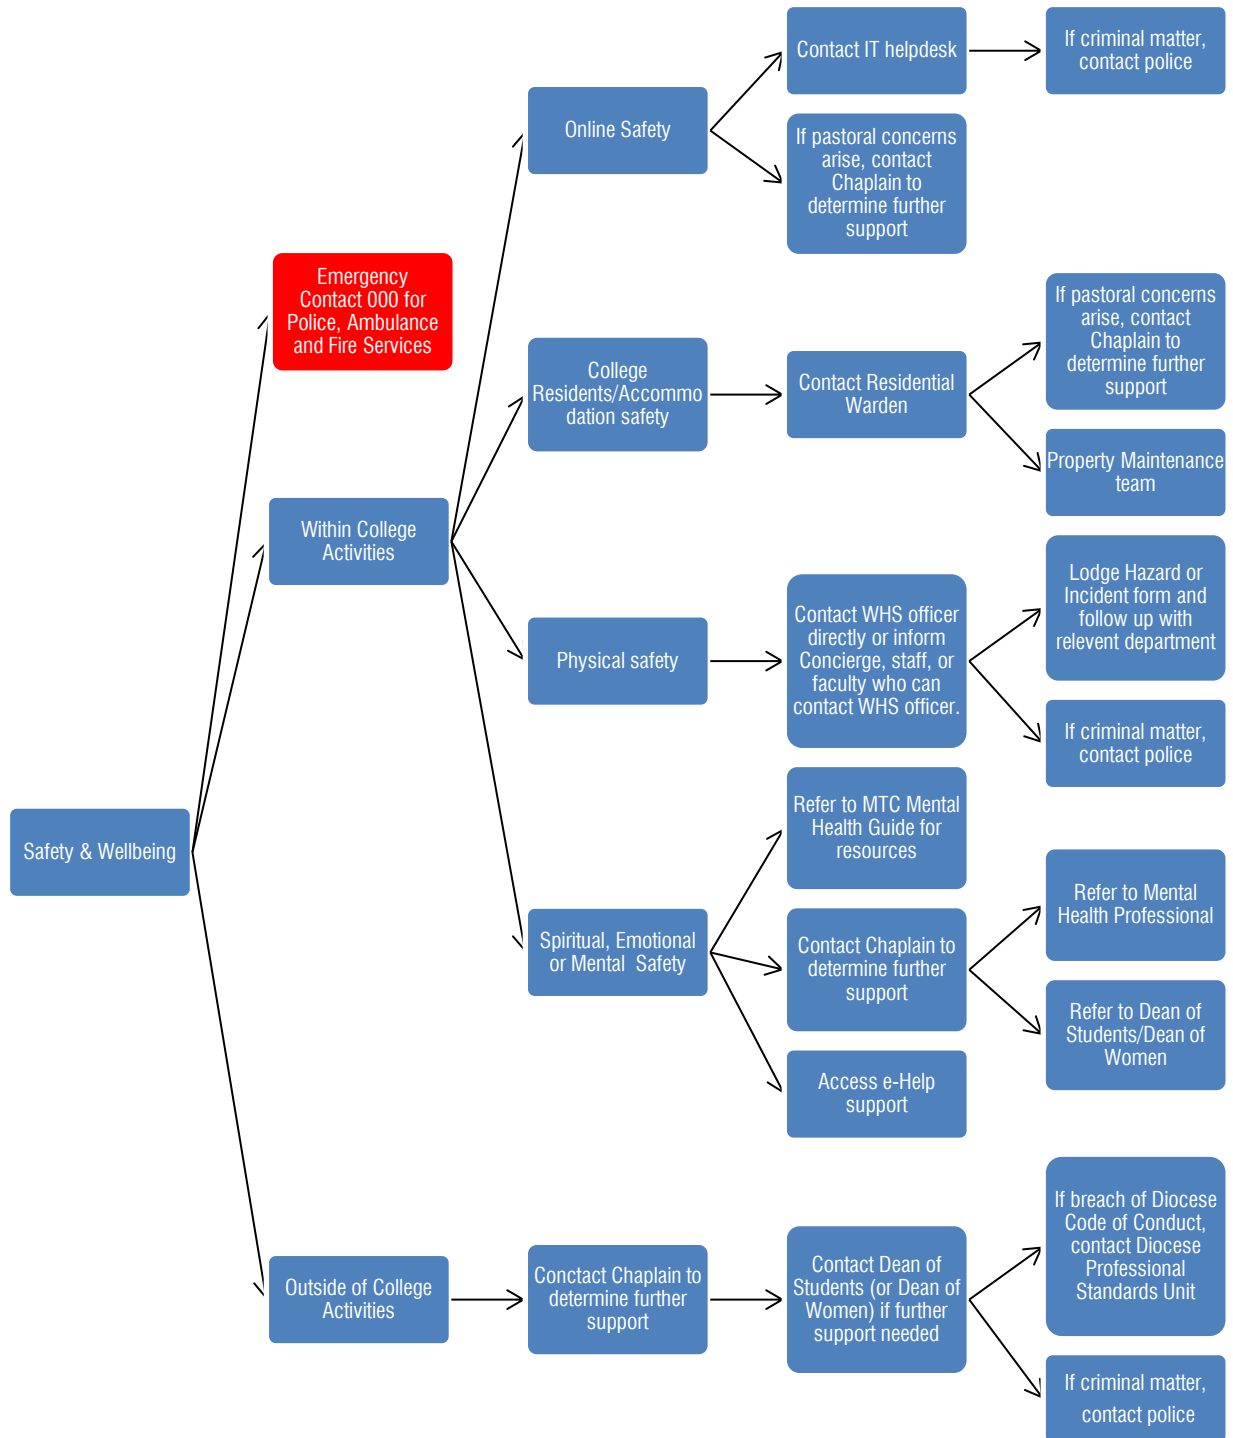 Contact IT helpdesk
If criminal matter,
contact police
Online Safety
If pastoral concerns
arise, contact
Chaplain to
determine further
support
Emergency
Contact 000 for
Police, Ambulance
and Fire Services
College
Residents/Accommo
dation safety
Contact Residential
Warden
If pastoral concerns
arise, contact
Chaplain to
determine further
support
Property Maintenance
team
Within College
Activities
Physical safety
Contact WHS officer
directly or inform
Concierge, staff, or
faculty who can
contact WHS officer.
Lodge Hazard or
Incident form and
follow up with
relevent department
If criminal matter,
contact police
Safety & Wellbeing
Spiritual, Emotional
or Mental  Safety
Refer to MTC Mental
Health Guide for
resources
Contact Chaplain to
determine further
support
Access e-Help
support
Refer to Mental
Health Professional
Refer to Dean of
Students/Dean of
Women
Outside of College
Activities
Conctact Chaplain to
determine further
support
Contact Dean of
Students (or Dean of
Women) if further
support needed
If breach of Diocese
Code of Conduct,
contact Diocese
Professional
Standards Unit
If criminal matter,
contact police